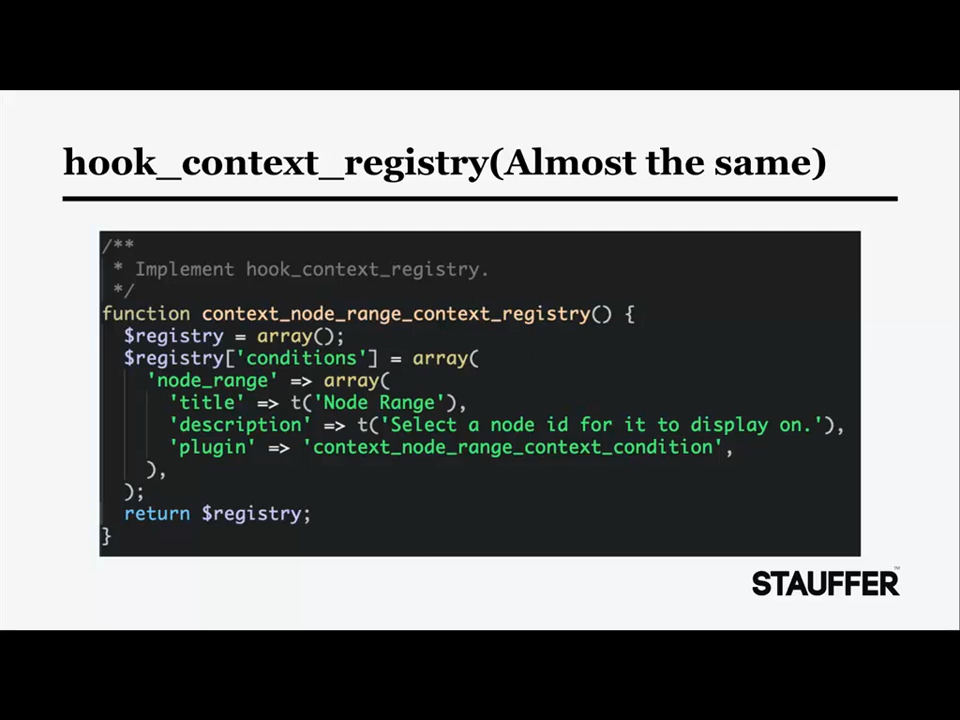 hook_context_registry(Almost the same)
/**
 * Implement hook_context_registry.
 */
function context_node_range_context_registry() {
  $registry = array();
  $registry['conditions'] = array(
    'node_range' => array(
      'title' => t('Node Range'),
      'description' => t('Select a node id for it to display on.'),
      'plugin' => 'context_node_range_context_condition',
    ),
  );
  return $registry;
}
STAUFFER™